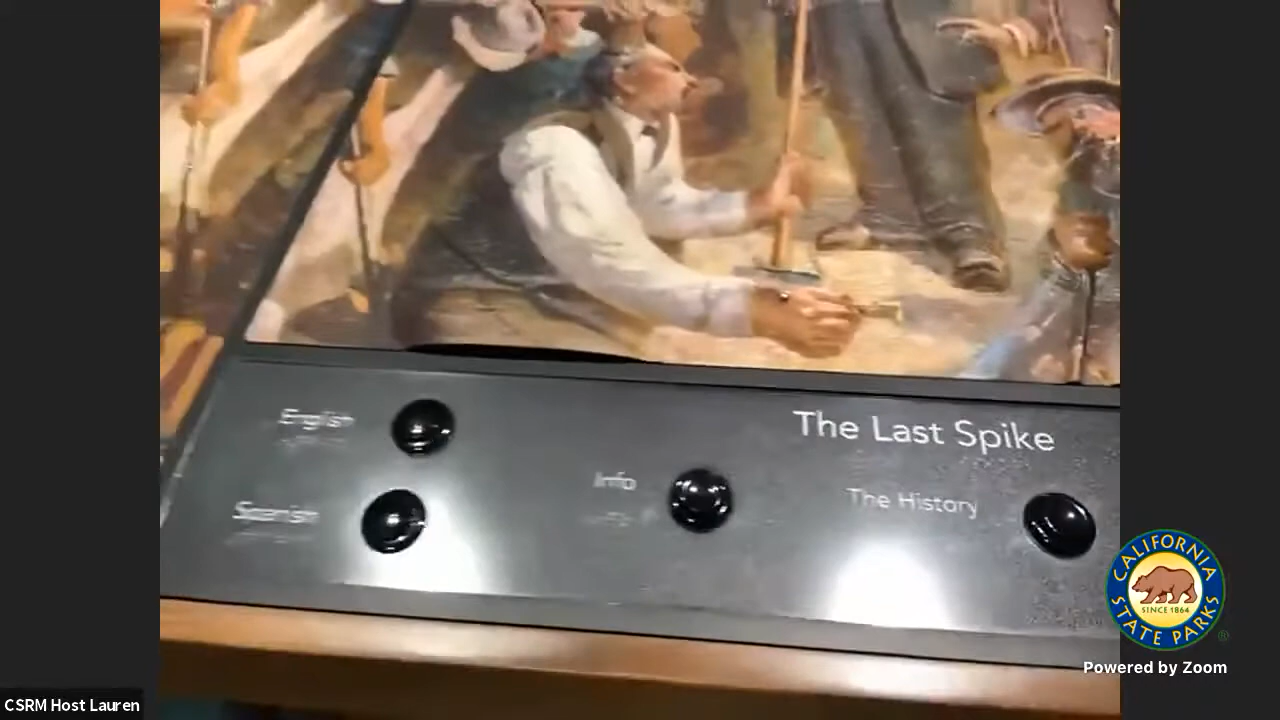 English
The Last Spike
Info
The History
Spanish
CALIFORNIA
SINCE 1864
STATE PARKS
®
Powered by Zoom
CSRM Host Lauren